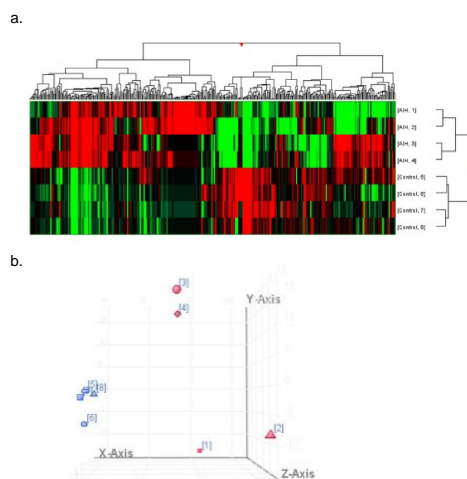 a.
[AIH, 1]
[AIH, 2]
[AIH, 3]
[AIH, 4]
[Control, 5]
[Control, 6]
[Control, 7]
[Control, 8]
b.
[3]
[4]
Y-Axis
[5] [8]
[6]
[2]
[1]
X-Axis
Z-Axis